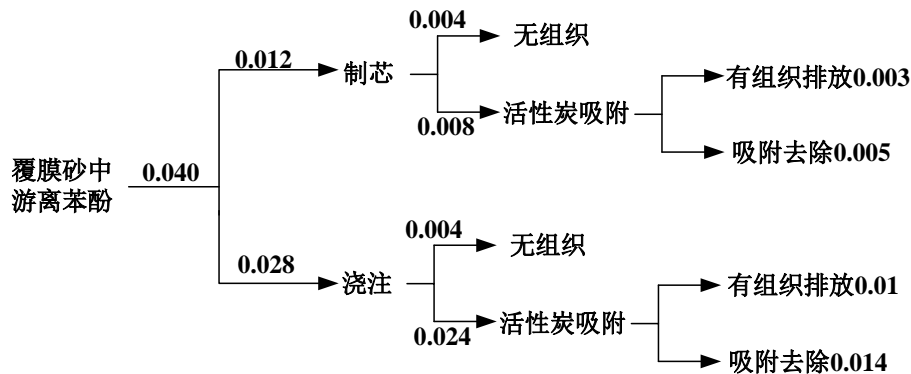 覆膜砂中
游离苯酚
0.040
0.012
制芯
0.004
无组织
0.008
活性炭吸附
有组织排放0.003
吸附去除0.005
0.028
浇注
0.004
无组织
0.024
活性炭吸附
有组织排放0.01
吸附去除0.014